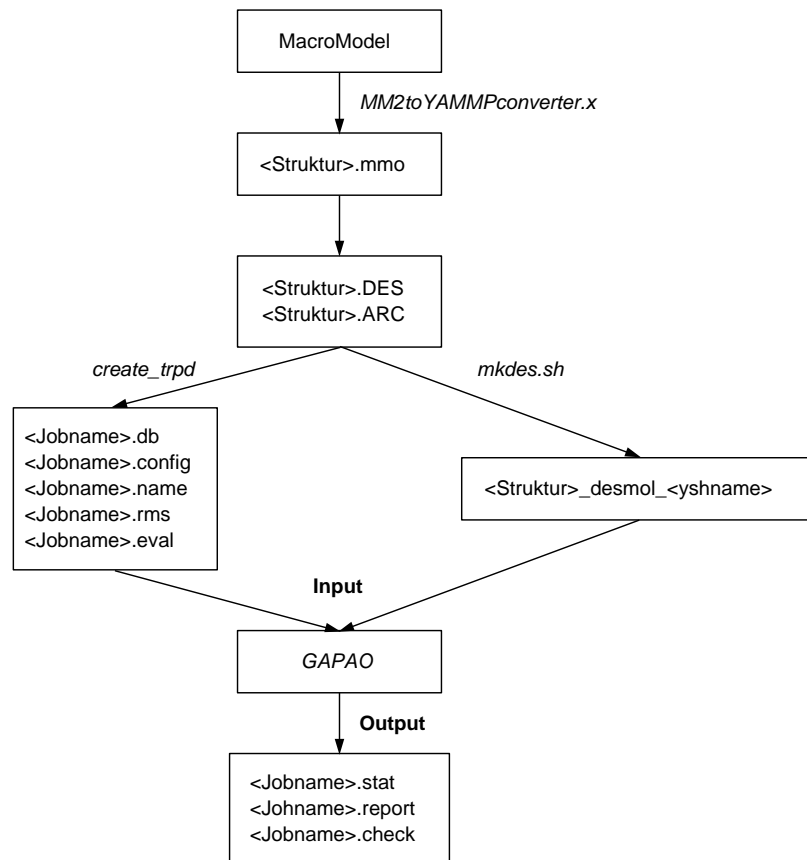 MacroModel
MM2toYAMMPconverter.x
<Struktur>.mmo
<Struktur>.DES
<Struktur>.ARC
create_trpd
mkdes.sh
<Jobname>.db
<Jobname>.config
<Jobname>.name
<Jobname>.rms
<Jobname>.eval
<Struktur>_desmol_<yshname>
Input
GAPAO
Output
<Jobname>.stat
<Johname>.report
<Jobname>.check